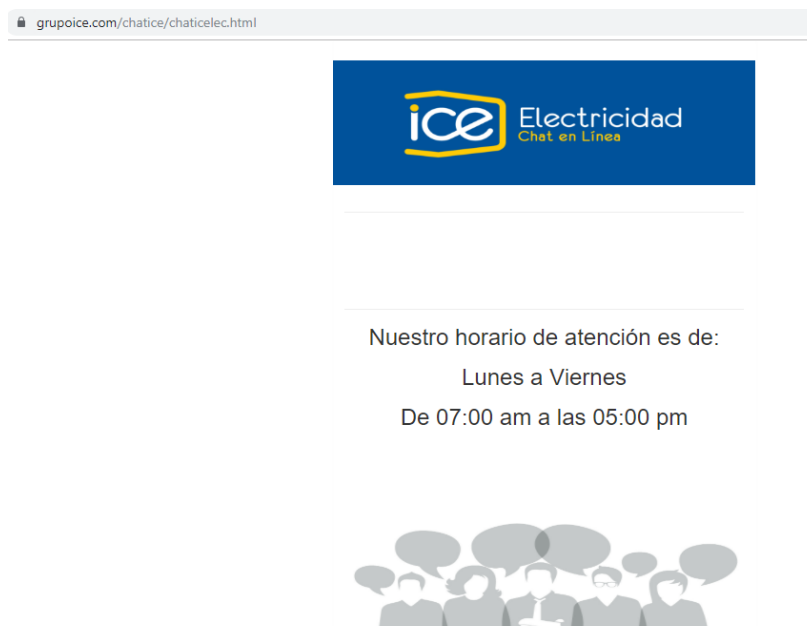 grupoice.com/chatice/chaticelec.html
ice Electricidad
Chat en Línea
Nuestro horario de atención es de:
Lunes a Viernes
De 07:00 am a las 05:00 pm